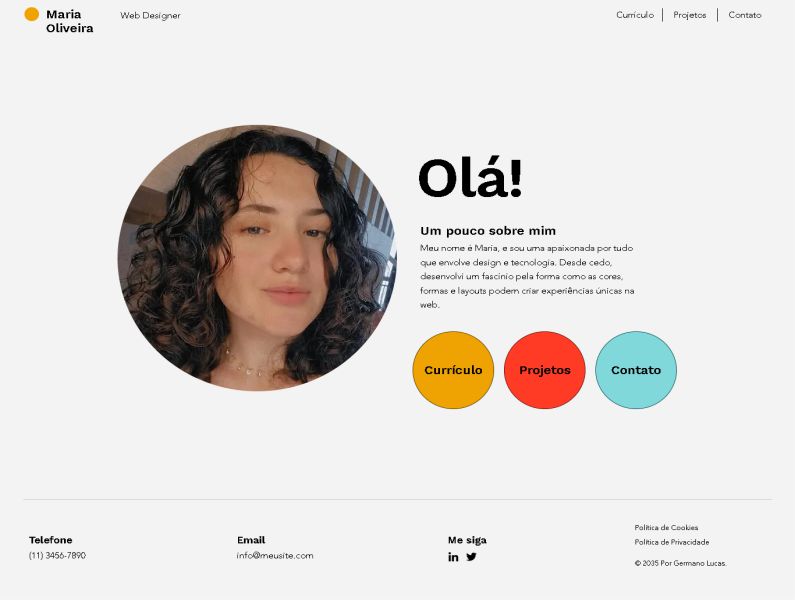 Maria
Oliveira
Web Designer
Currículo
Projetos
Contato
Olá!
Um pouco sobre mim
Meu nome é Maria, e sou uma apaixonada por tudo
que envolve design e tecnologia. Desde cedo,
desenvolvi um fascínio pela forma como as cores,
formas e layouts podem criar experiências únicas na
web.
Currículo
Projetos
Contato
Telefone
(11) 3456-7890
Email
info@meusite.com
Me siga
Política de Cookies
Política de Privacidade
© 2035 Por Germano Lucas.